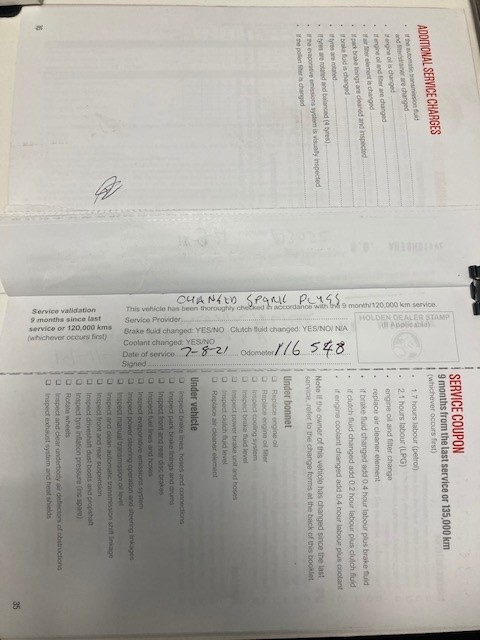 ADDITIONAL SERVICE CHARGES
• If the automatic transmission fluid
and filter/strainer are changed
• If engine oil is changed
• If engine oil and filter are changed
• If air filter element is changed
• If park brake linings are cleaned and inspected
• If brake fluid is changed
• If tyres are rotated
• If tyres are rotated and balanced (4 tyres)
• If the evaporative emissions system is visually inspected
• If the pollen filter is changed
CHANGED SPARK PLUGS
Service validation
9 months since last
service or 120,000 kms
(whichever occurs first)
This vehicle has been thoroughly checked in accordance with the 9 month/120,000 km service.
Service Provider
Brake fluid changed: YES/NO Clutch fluid changed: YES/NO/ N/A
Coolant changed: YES/NO
Date of service 7-8-21 Odometer 116 548
Signed
HOLDEN DEALER STAMP
(If Applicable)
SERVICE COUPON
9 months from the last service or 135,000 km
(whichever occurs first)
• 1.7 hours labour (petrol)
• 2.1 hours labour (LPG)
• engine oil and filter change
• replace air cleaner element
• If brake fluid changed add 0.4 hour labour plus brake fluid
• If clutch fluid changed add 0.2 hour labour plus clutch fluid
• If engine coolant changed add 0.4 hour labour plus coolant
Note If the owner of this vehicle has changed since the last
service, refer to the change forms at the back of this booklet.
Under bonnet
Replace engine oil
Replace engine oil filter
Inspect coolant system
Inspect brake fluid level
Inspect power brake unit and hoses
Inspect clutch fluid level
Replace air cleaner element
Under vehicle
Inspect brake lines, hoses and connections
Inspect park brake linings and drums
Inspect front and rear disc brakes
Inspect fuel lines and hoses
Inspect evaporative emissions system
Inspect power steering operation and steering linkages
Inspect manual transmission oil level
Inspect and clean automatic transmission shift linkage
Inspect front and rear suspension
Inspect driveshaft dust boots and propshaft
Inspect tyre inflation pressure (inc spare)
Rotate wheels
Inspect and clear underbody air deflectors of obstructions
Inspect exhaust system and heat shields
35